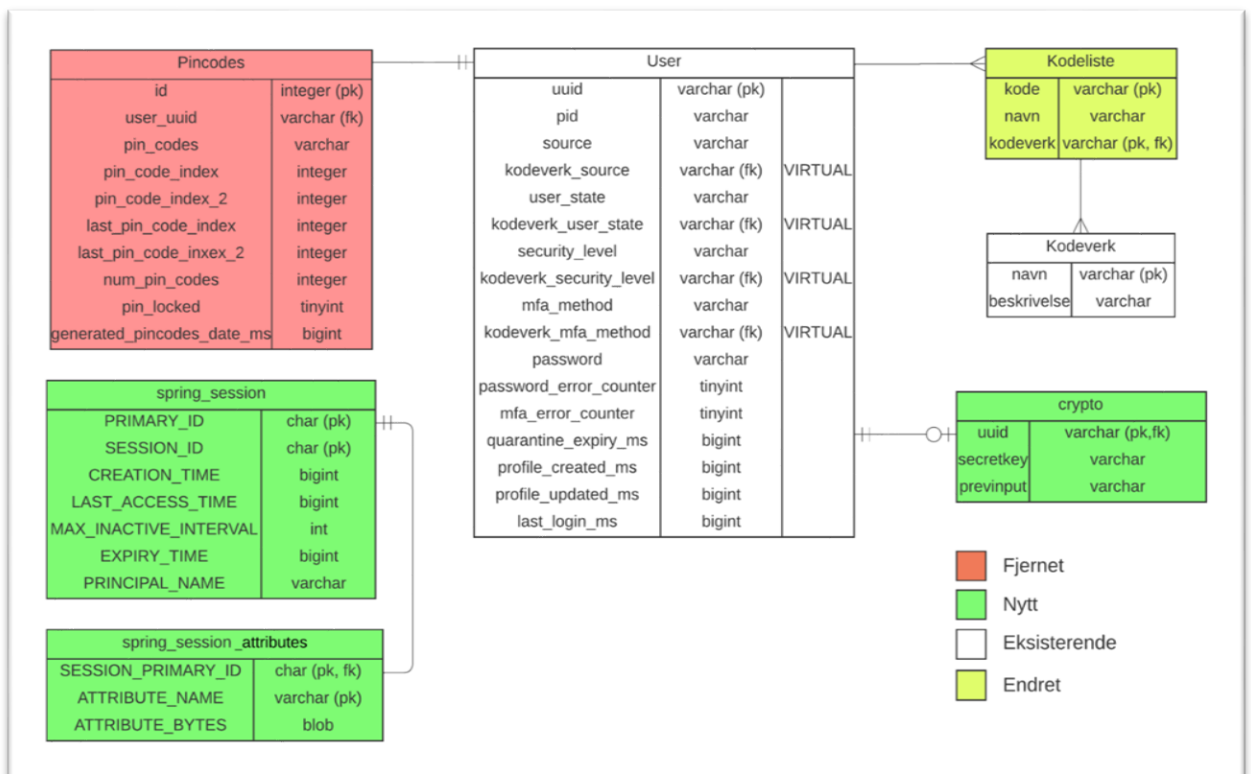 Pincodes
id integer (pk)
user_uuid varchar (fk)
pin_codes varchar
pin_code_index integer
pin_code_index_2 integer
last_pin_code_index integer
last_pin_code_inxex_2 integer
num_pin_codes integer
pin_locked tinyint
generated_pincodes_date_ms bigint
User
uuid varchar (pk)
pid varchar
source varchar
kodeverk_source varchar (fk) VIRTUAL
user_state varchar
kodeverk_user_state varchar (fk) VIRTUAL
security_level varchar
kodeverk_security_level varchar (fk) VIRTUAL
mfa_method varchar
kodeverk_mfa_method varchar (fk) VIRTUAL
password varchar
password_error_counter tinyint
mfa_error_counter tinyint
quarantine_expiry_ms bigint
profile_created_ms bigint
profile_updated_ms bigint
last_login_ms bigint
Kodeliste
kode varchar (pk)
navn varchar
kodeverk varchar (pk, fk)
Kodeverk
navn varchar (pk)
beskrivelse varchar
spring_session
PRIMARY_ID char (pk)
SESSION_ID char (pk)
CREATION_TIME bigint
LAST_ACCESS_TIME bigint
MAX_INACTIVE_INTERVAL int
EXPIRY_TIME bigint
PRINCIPAL_NAME varchar
spring_session_attributes
SESSION_PRIMARY_ID char (pk, fk)
ATTRIBUTE_NAME varchar (pk)
ATTRIBUTE_BYTES blob
crypto
uuid varchar (pk,fk)
secretkey varchar
previnput varchar
Fjernet
Nytt
Eksisterende
Endret